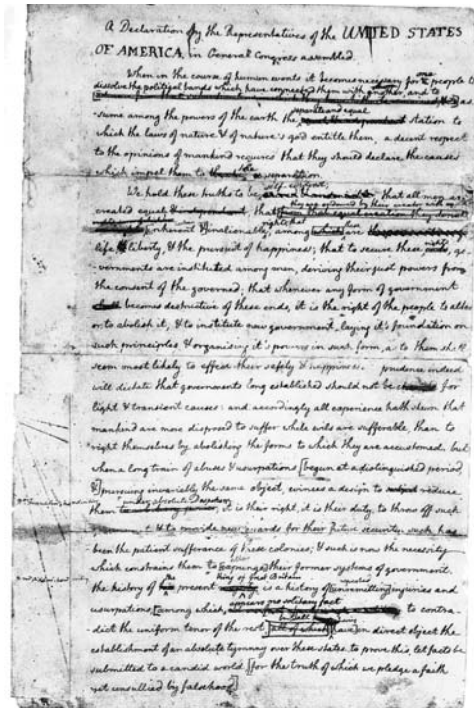 A Declaration by the Representatives of the UNITED STATES
OF AMERICA, in General Congress assembled.
When in the course of human events it becomes necessary for one people to
dissolve the political bands which have connected them with another, and to
-sume among the powers of the earth the separate and equal station to
which the laws of nature & of nature's god entitle them, a decent respect
to the opinions of mankind requires that they should declare the causes
which impel them to the separation.
We hold these truths to be self-evident, that all men are
created equal & independant; that they are endowed by their creator with
inherent & inalienable, among which are
life, & liberty, & the pursuit of happiness; that to secure these rights, go-
vernments are instituted among men, deriving their just powers from
the consent of the governed; that whenever any form of government
becomes destructive of these ends, it is the right of the people to alter
or to abolish it, & to institute new government, laying it's foundation on
such principles & organising it's powers in such form, as to them shall
seem most likely to effect their safety & happiness. prudence indeed
will dictate that governments long established should not be changed for
light & transient causes: and accordingly all experience hath shewn that
mankind are more disposed to suffer while evils are sufferable, than to
right themselves by abolishing the forms to which they are accustomed. but
when a long train of abuses & usurpations [begun at a distinguished period
&] pursuing invariably the same object, evinces a design to reduce
them under absolute Despotism, it is their right, it is their duty, to throw off such
& to provide new guards for their future security. such has
been the patient sufferance of these colonies; & such is now the necessity
which constrains them to [expunge] their former systems of government.
the history of the present king of Great Britain is a history of [unremitting] repeated injuries and
usurpations, [among which, appears no solitary fact to contra-
dict the uniform tenor of the rest, [all of which] have in direct object the
establishment of an absolute tyranny over these states. to prove this, let facts be
submitted to a candid world, [for the truth of which we pledge a faith
yet unsullied by falsehood]